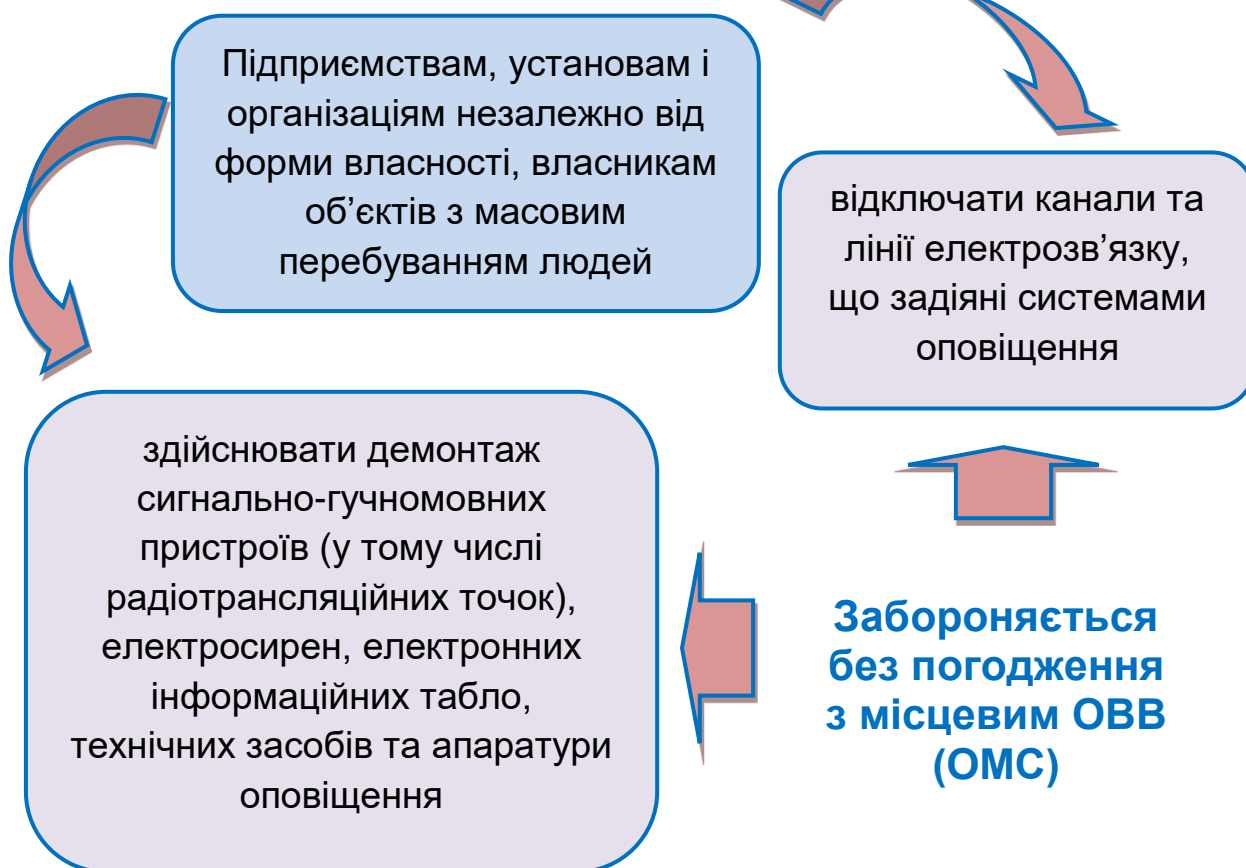 Підприємствам, установам і
організаціям незалежно від
форми власності, власникам
об’єктів з масовим
перебуванням людей
відключати канали та
лінії електрозв’язку,
що задіяні системами
оповіщення
здійснювати демонтаж
сигнально-гучномовних
пристроїв (у тому числі
радіотрансляційних точок),
електросирен, електронних
інформаційних табло,
технічних засобів та апаратури
оповіщення
Забороняється
без погодження
з місцевим ОВВ
(ОМС)